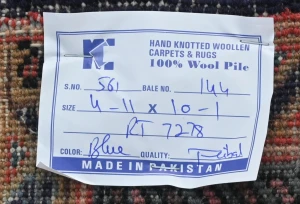 HAND KNOTTED WOOLLEN
CARPETS & RUGS
100% Wool Pile
S.NO. 561 BALE NO. 144
SIZE 4-11 x 10-1
RT 7278
COLOR: Blue QUALITY:
MADE IN PAKISTAN